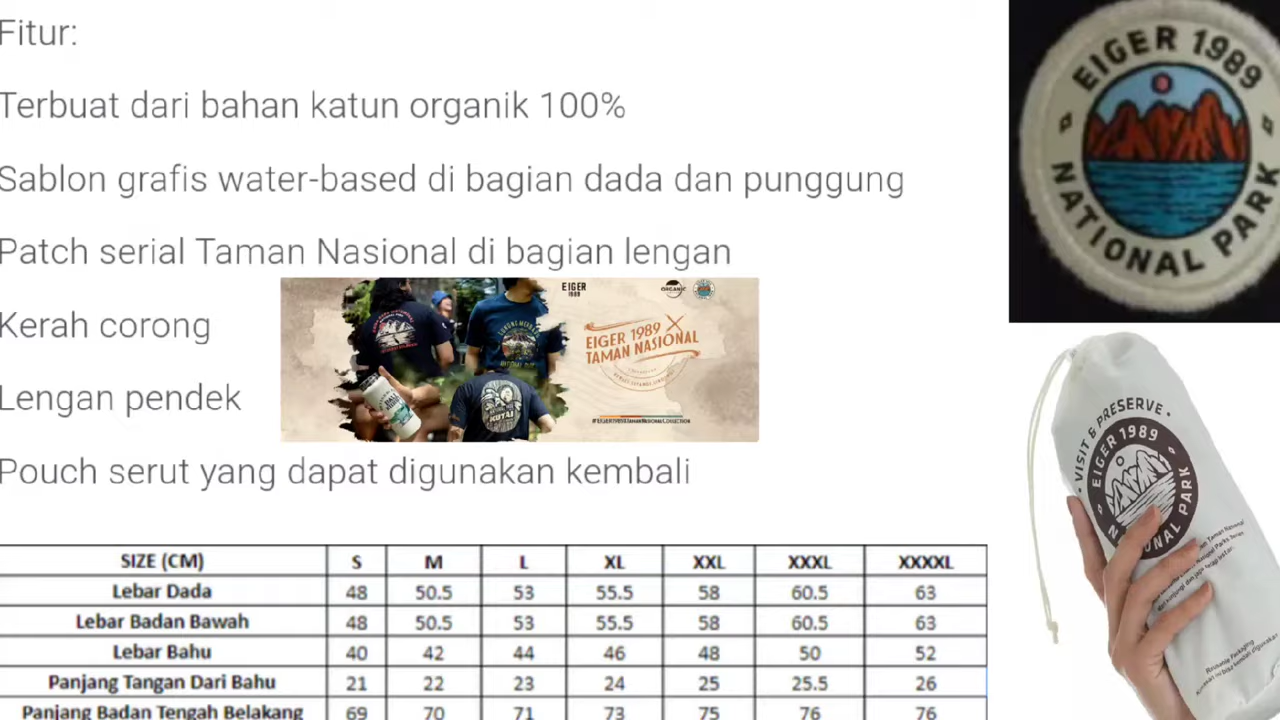 Fitur:
Terbuat dari bahan katun organik 100%
Sablon grafis water-based di bagian dada dan punggung
Patch serial Taman Nasional di bagian lengan
Kerah corong
Lengan pendek
Pouch serut yang dapat digunakan kembali
EIGER
1989
ORGANIC
EIGER 1989 X
TAMAN NASIONAL
KUTAI
EIGER 1989
NATIONAL PARK
• VISIT & PRESERVE •
EIGER 1989
NATIONAL PARK
Reusable Packaging
SIZE (CM) S M L XL XXL XXXL XXXXL
Lebar Dada 48 50.5 53 55.5 58 60.5 63
Lebar Badan Bawah 48 50.5 53 55.5 58 60.5 63
Lebar Bahu 40 42 44 46 48 50 52
Panjang Tangan Dari Bahu 21 22 23 24 25 25.5 26
Panjang Badan Tengah Belakang 69 70 71 73 75 76 76